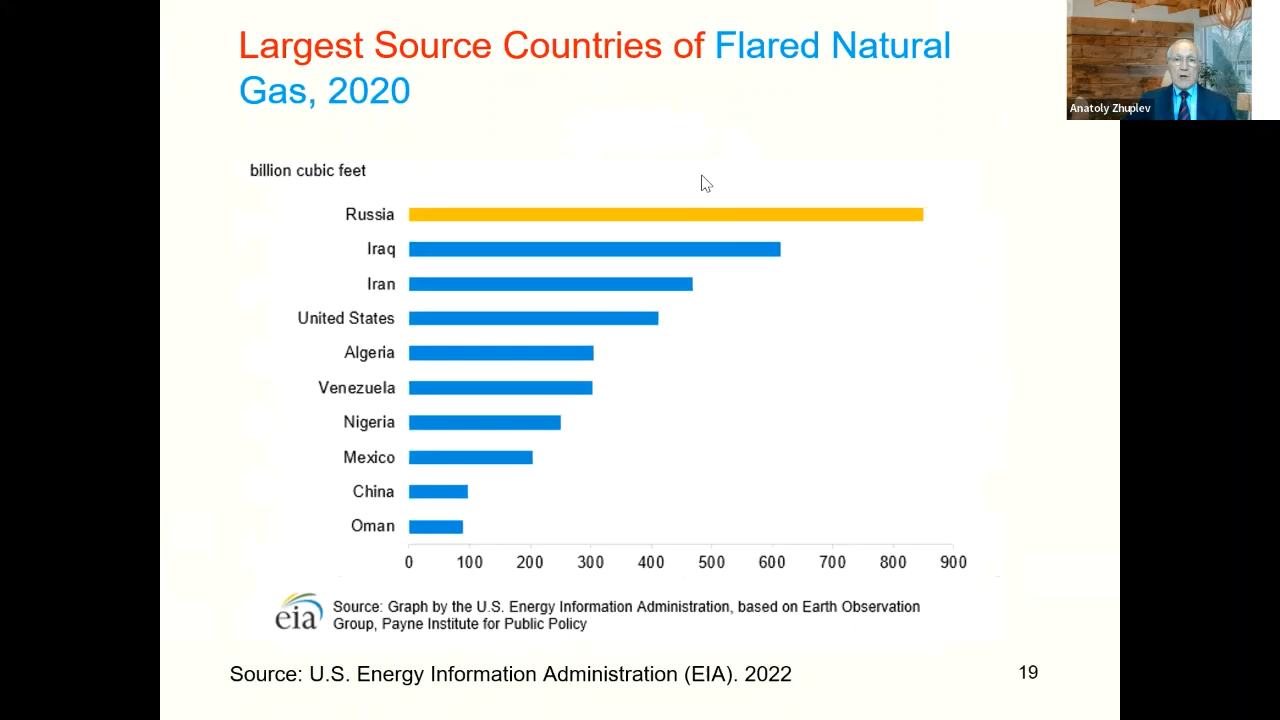 Largest Source Countries of Flared Natural
Gas, 2020
Anatoly Zhuplev
billion cubic feet
Russia
Iraq
Iran
United States
Algeria
Venezuela
Nigeria
Mexico
China
Oman
0 100 200 300 400 500 600 700 800 900
eia
Source: Graph by the U.S. Energy Information Administration, based on Earth Observation
Group, Payne Institute for Public Policy
Source: U.S. Energy Information Administration (EIA). 2022
19